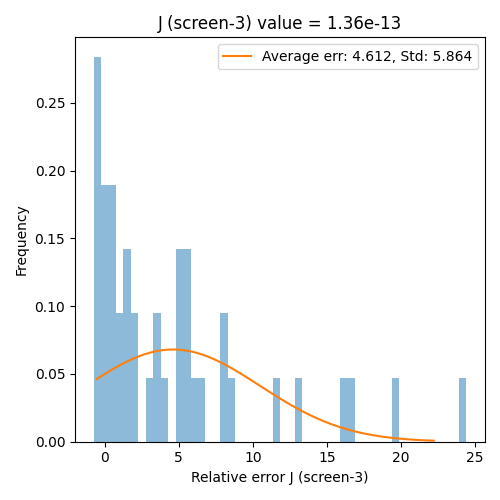 J (screen-3) value = 1.36e-13
Average err: 4.612, Std: 5.864
Frequency
0.25
0.20
0.15
0.10
0.05
0.00
0 5 10 15 20 25
Relative error J (screen-3)